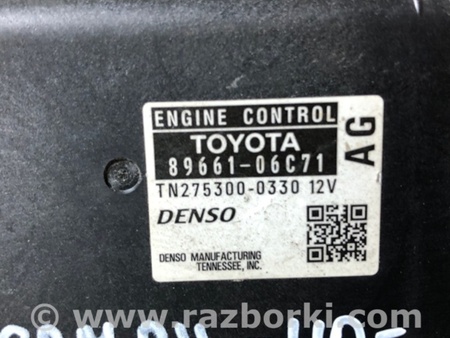 ENGINE CONTROL
TOYOTA
89661-06C71
AG
TN275300-0330 12V
DENSO
DENSO MANUFACTURING
TENNESSEE, INC.
© www.razborki.com/